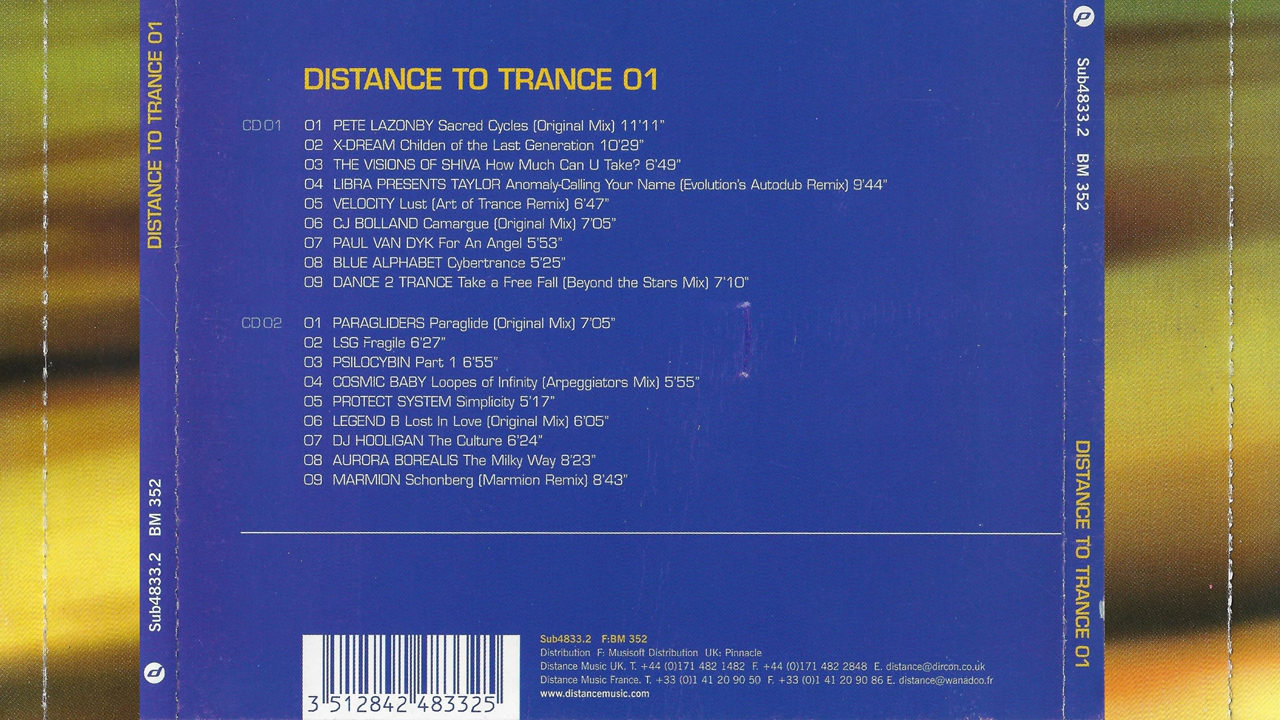 DISTANCE TO TRANCE 01
Sub4833.2 BM 352
DISTANCE TO TRANCE 01
CD 01
01 PETE LAZONBY Sacred Cycles (Original Mix) 11'11"
02 X-DREAM Childen of the Last Generation 10'29"
03 THE VISIONS OF SHIVA How Much Can U Take? 6'49"
04 LIBRA PRESENTS TAYLOR Anomaly-Calling Your Name (Evolution's Autodub Remix) 9'44"
05 VELOCITY Lust (Art of Trance Remix) 6'47"
06 CJ BOLLAND Camargue (Original Mix) 7'05"
07 PAUL VAN DYK For An Angel 5'53"
08 BLUE ALPHABET Cybertrance 5'25"
09 DANCE 2 TRANCE Take a Free Fall (Beyond the Stars Mix) 7'10"
CD 02
01 PARAGLIDERS Paraglide (Original Mix) 7'05"
02 LSG Fragile 6'27"
03 PSILOCYBIN Part 1 6'55"
04 COSMIC BABY Loopes of Infinity (Arpeggiators Mix) 5'55"
05 PROTECT SYSTEM Simplicity 5'17"
06 LEGEND B Lost In Love (Original Mix) 6'05"
07 DJ HOOLIGAN The Culture 6'24"
08 AURORA BOREALIS The Milky Way 8'23"
09 MARMION Schonberg (Marmion Remix) 8'43"
3 512842 483325
Sub4833.2 F:BM 352
Distribution F: Musisoft Distribution UK: Pinnacle
Distance Music UK. T. +44 (0)171 482 1482 F. +44 (0)171 482 2848 E. distance@dircon.co.uk
Distance Music France. T. +33 (0)1 41 20 90 50 F. +33 (0)1 41 20 90 86 E. distance@wanadoo.fr
www.distancemusic.com
Sub4833.2 BM 352
DISTANCE TO TRANCE 01